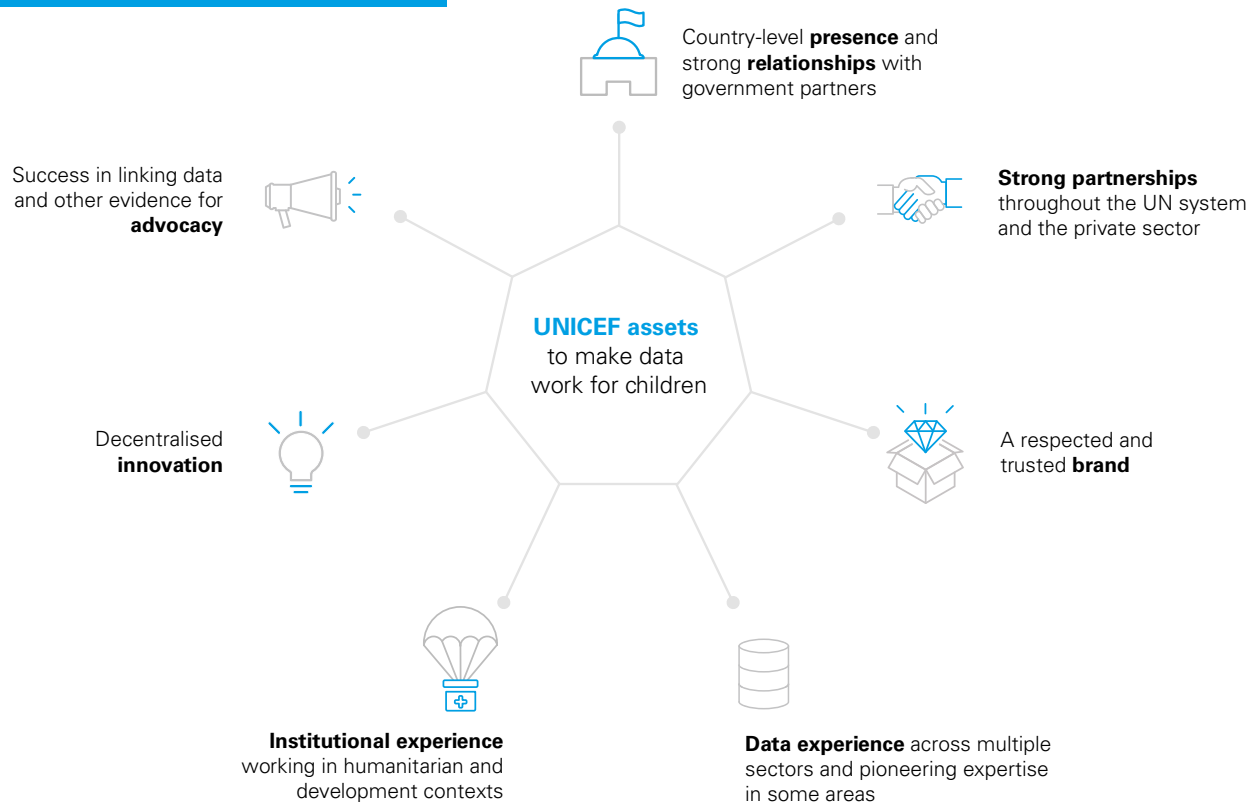 Country-level presence and
strong relationships with
government partners
Success in linking data
and other evidence for
advocacy
Strong partnerships
throughout the UN system
and the private sector
UNICEF assets
to make data
work for children
Decentralised
innovation
A respected and
trusted brand
Institutional experience
working in humanitarian and
development contexts
Data experience across multiple
sectors and pioneering expertise
in some areas